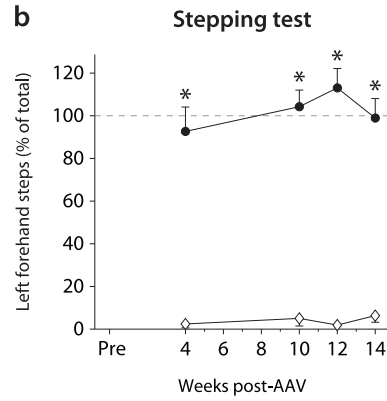 b
Stepping test
Left forehand steps (% of total)
120
100
80
60
40
20
0
* * * *
Pre 4 6 8 10 12 14
Weeks post-AAV